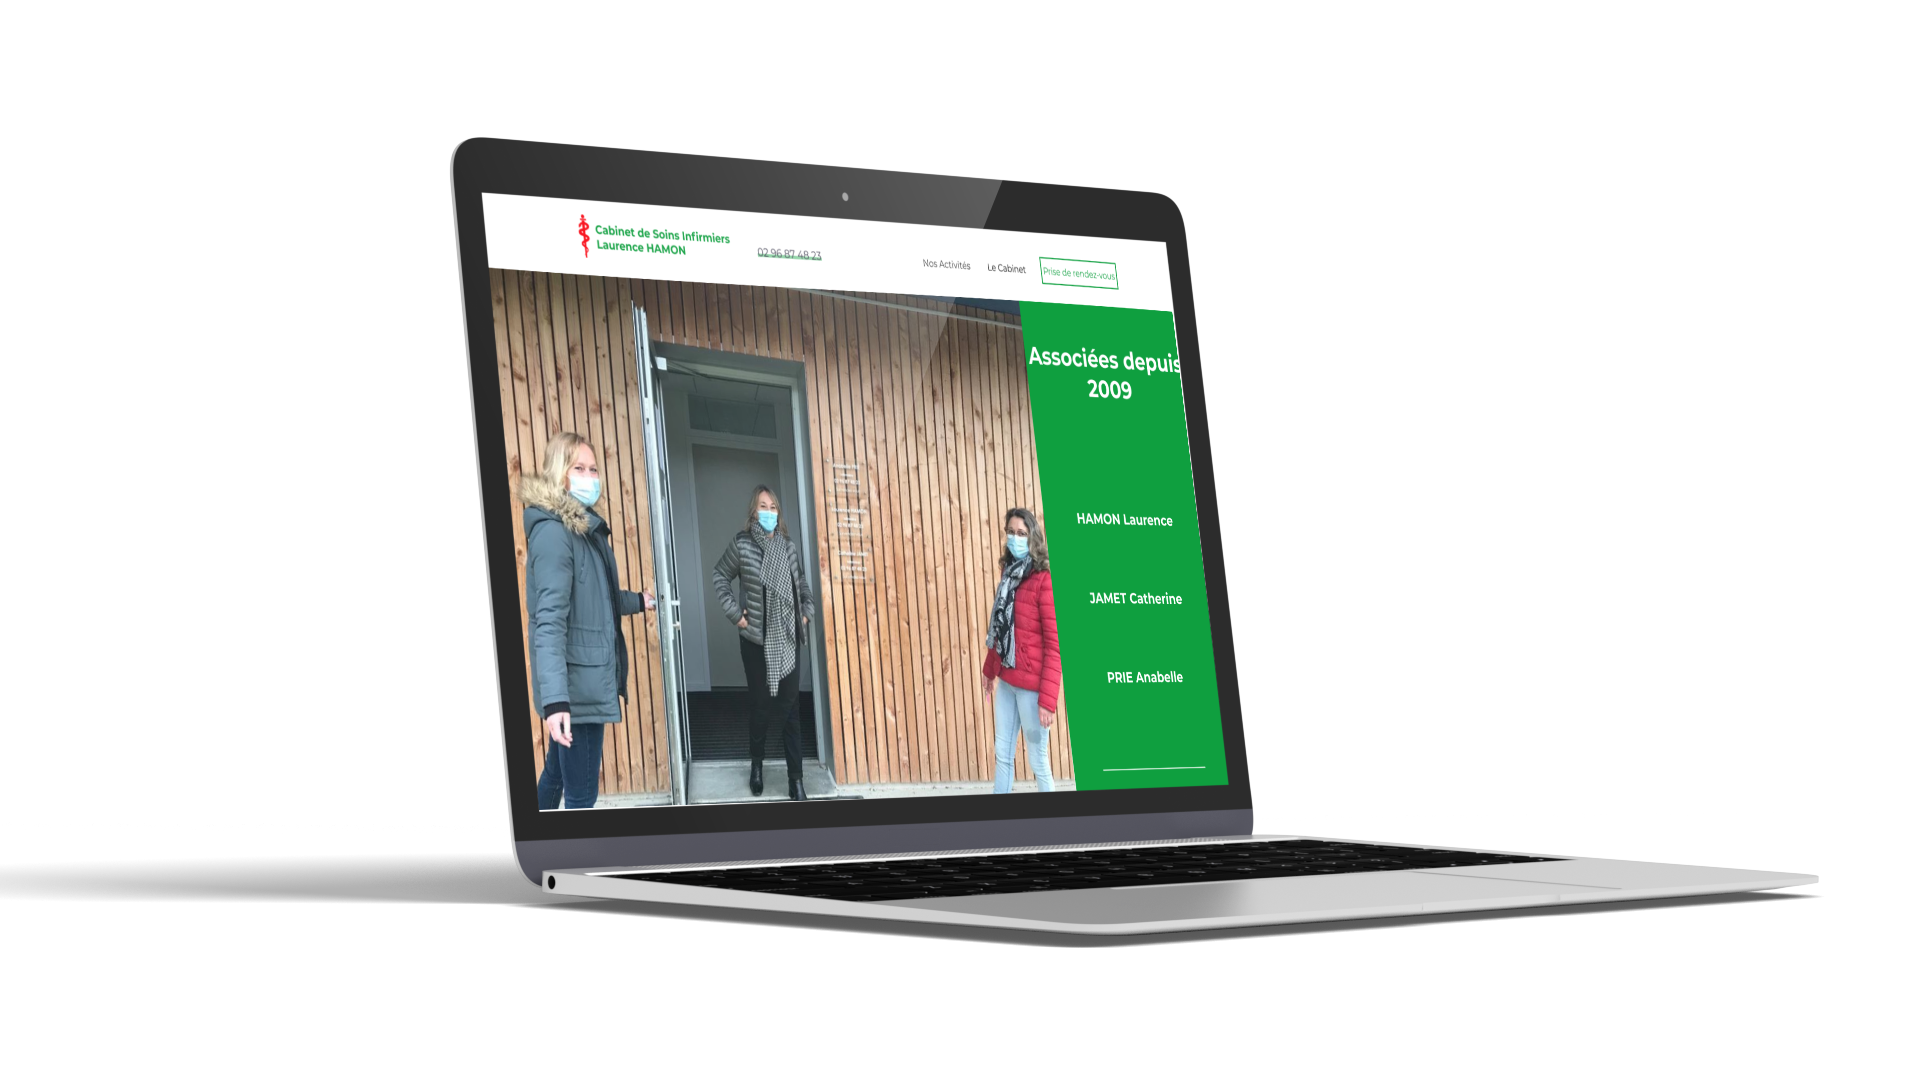 Cabinet de Soins Infirmiers
Laurence HAMON
02 96 87 48 23
Nos Activités
Le Cabinet
Prise de rendez-vous
Associées depuis
2009
HAMON Laurence
JAMET Catherine
PRIE Anabelle